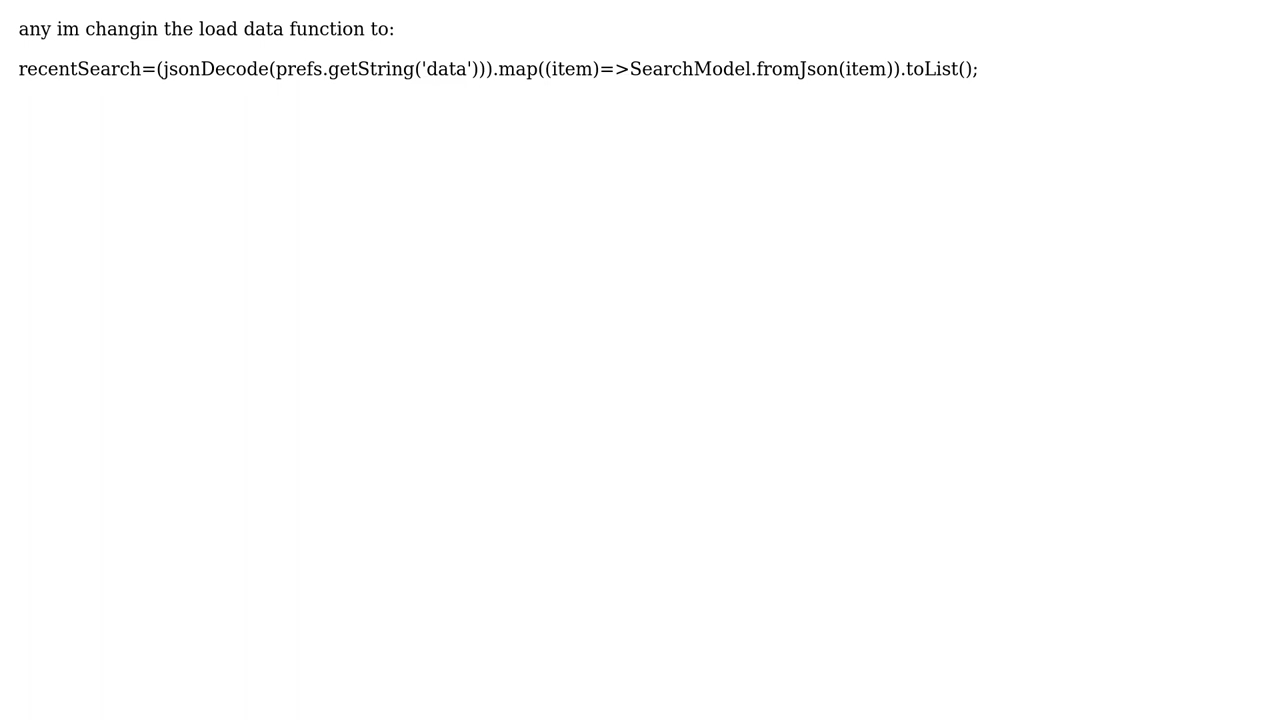 any im changin the load data function to:
recentSearch=(jsonDecode(prefs.getString('data'))).map((item)=>SearchModel.fromJson(item)).toList();